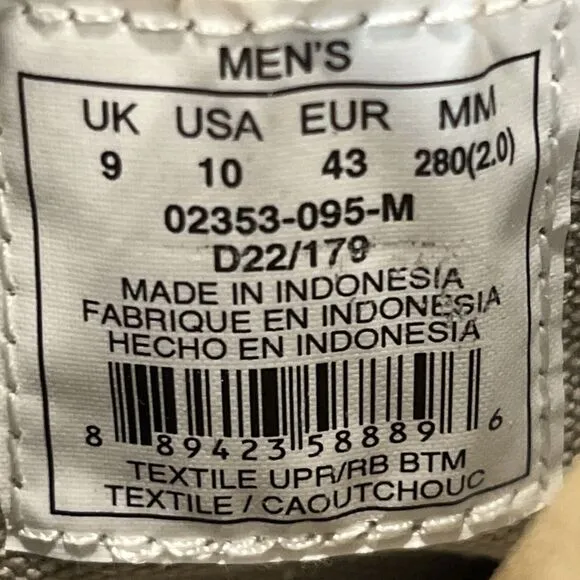 MEN'S
UK USA EUR MM
9 10 43 280(2.0)
02353-095-M
D22/179
MADE IN INDONESIA
FABRIQUE EN INDONESIA
HECHO EN INDONESIA
8 89423 58889 6
TEXTILE UPR/RB BTM
TEXTILE / CAOUTCHOUC